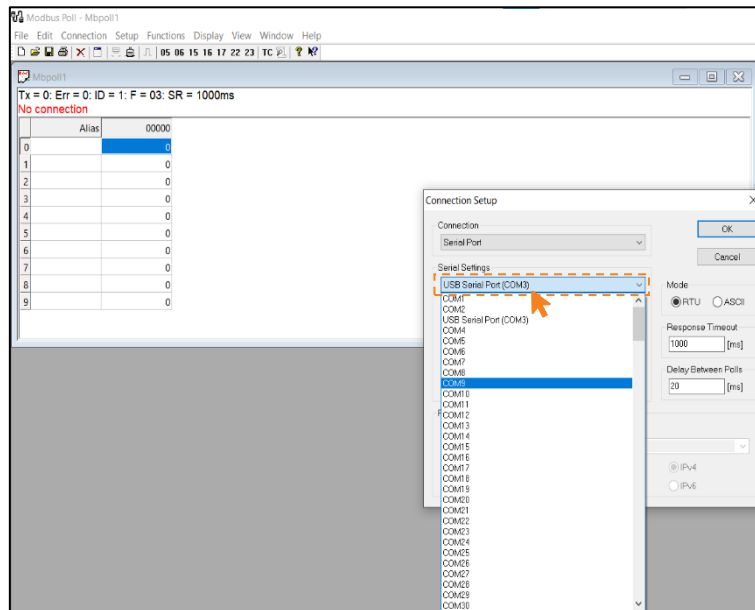 Modbus Poll - Mbpoll1
File Edit Connection Setup Functions Display View Window Help
05 06 15 16 17 22 23 TC
Mbpoll1
Tx = 0: Err = 0: ID = 1: F = 03: SR = 1000ms
No connection
Alias 00000
0 0
1 0
2 0
3 0
4 0
5 0
6 0
7 0
8 0
9 0
Connection Setup
Connection
Serial Port
OK
Cancel
Serial Settings
USB Serial Port (COM3)
COM1
COM2
USB Serial Port (COM3)
COM4
COM5
COM6
COM7
COM8
COM9
COM10
COM11
COM12
COM13
COM14
COM15
COM16
COM17
COM18
COM19
COM20
COM21
COM22
COM23
COM24
COM25
COM26
COM27
COM28
COM29
COM30
Mode
RTU ASCII
Response Timeout
1000 [ms]
Delay Between Polls
20 [ms]
IPv4
IPv6